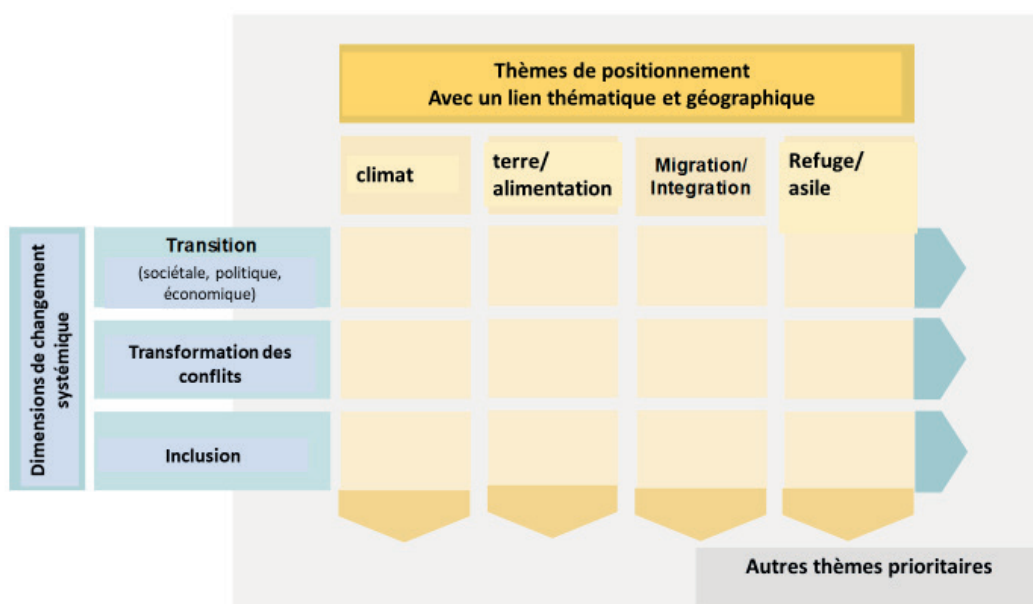 Thèmes de positionnement
Avec un lien thématique et géographique
climat
terre/
alimentation
Migration/
Integration
Refuge/
asile
Dimensions de changement
systémique
Transition
(sociétale, politique,
économique)
Transformation des
conflits
Inclusion
Autres thèmes prioritaires